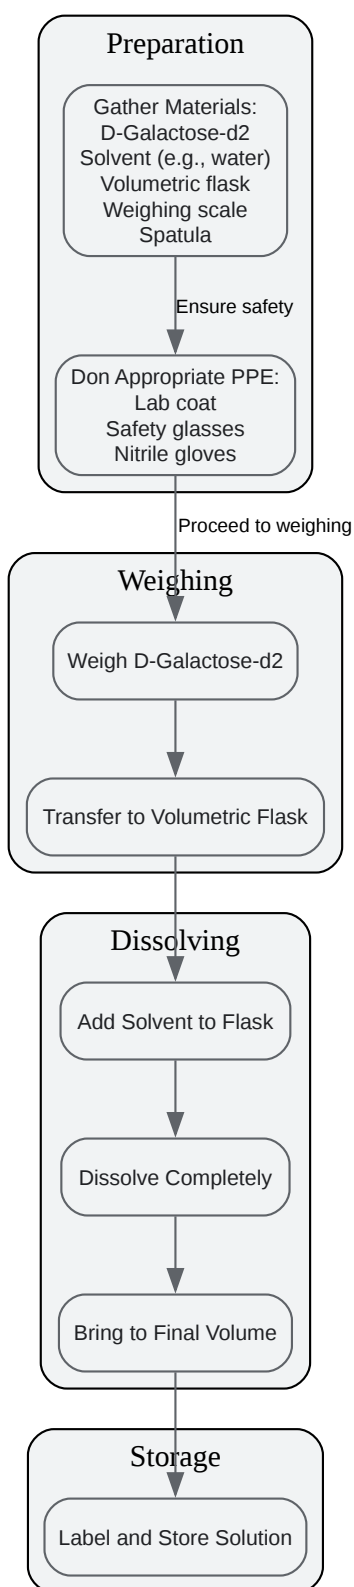 Preparation
Gather Materials:
D-Galactose-d2
Solvent (e.g., water)
Volumetric flask
Weighing scale
Spatula
Ensure safety
Don Appropriate PPE:
Lab coat
Safety glasses
Nitrile gloves
Proceed to weighing
Weighing
Weigh D-Galactose-d2
Transfer to Volumetric Flask
Dissolving
Add Solvent to Flask
Dissolve Completely
Bring to Final Volume
Storage
Label and Store Solution